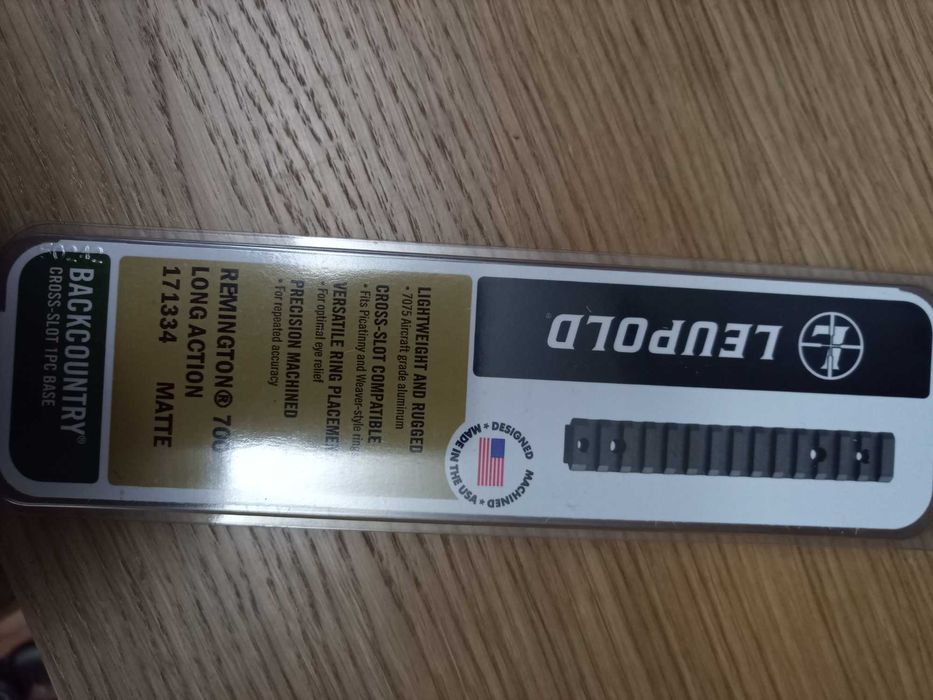 LEUPOLD®
DESIGNED ★ MACHINED ★ MADE IN THE USA ★
LIGHTWEIGHT AND RUGGED
• 7075 Aircraft grade aluminum
CROSS-SLOT COMPATIBLE
• Fits Picatinny and Weaver-style rings
VERSATILE RING PLACEMENT
• For optimal eye relief
PRECISION MACHINED
• For repeated accuracy
REMINGTON® 700
LONG ACTION
171334 MATTE
BACKCOUNTRY®
CROSS-SLOT 1PC BASE